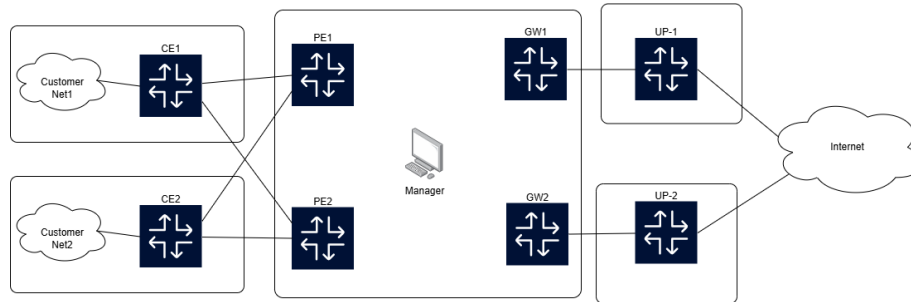 CE1
Customer
Net1
PE1
GW1
UP-1
Manager
Internet
CE2
Customer
Net2
PE2
GW2
UP-2